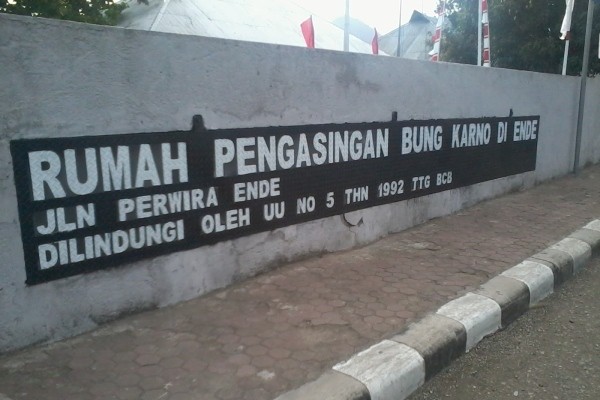 RUMAH PENGASINGAN BUNG KARNO DI ENDE
JLN PERWIRA ENDE
DILINDUNGI OLEH UU NO 5 THN 1992 TTG BCB